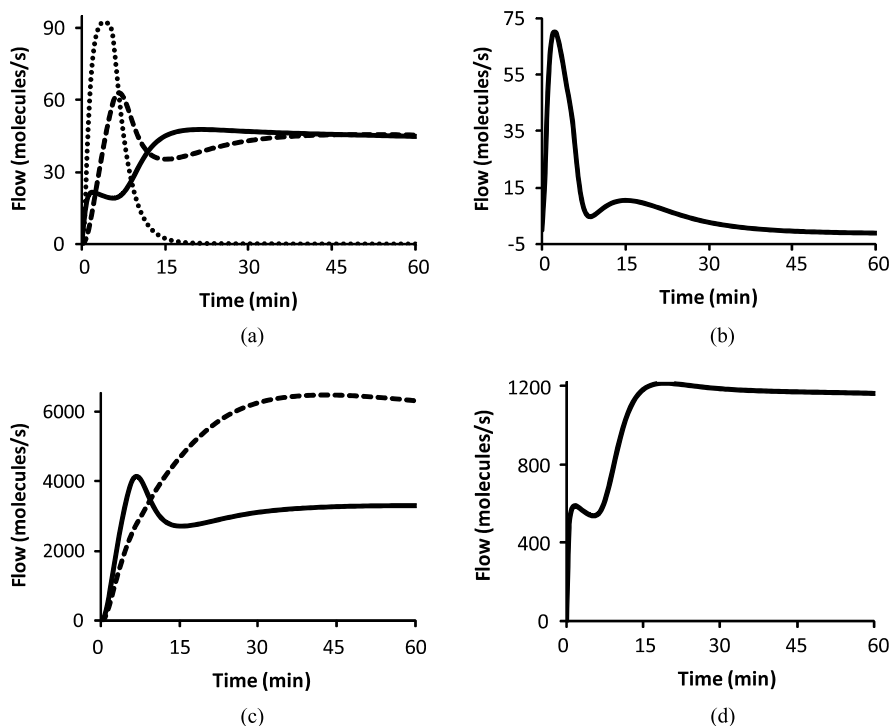 90
60
30
0
Flow (molecules/s)
0 15 30 45 60
Time (min)
(a)
75
55
35
15
-5
Flow (molecules/s)
0 15 30 45 60
Time (min)
(b)
6000
4000
2000
0
Flow (molecules/s)
0 15 30 45 60
Time (min)
(c)
1200
800
400
0
Flow (molecules/s)
0 15 30 45 60
Time (min)
(d)